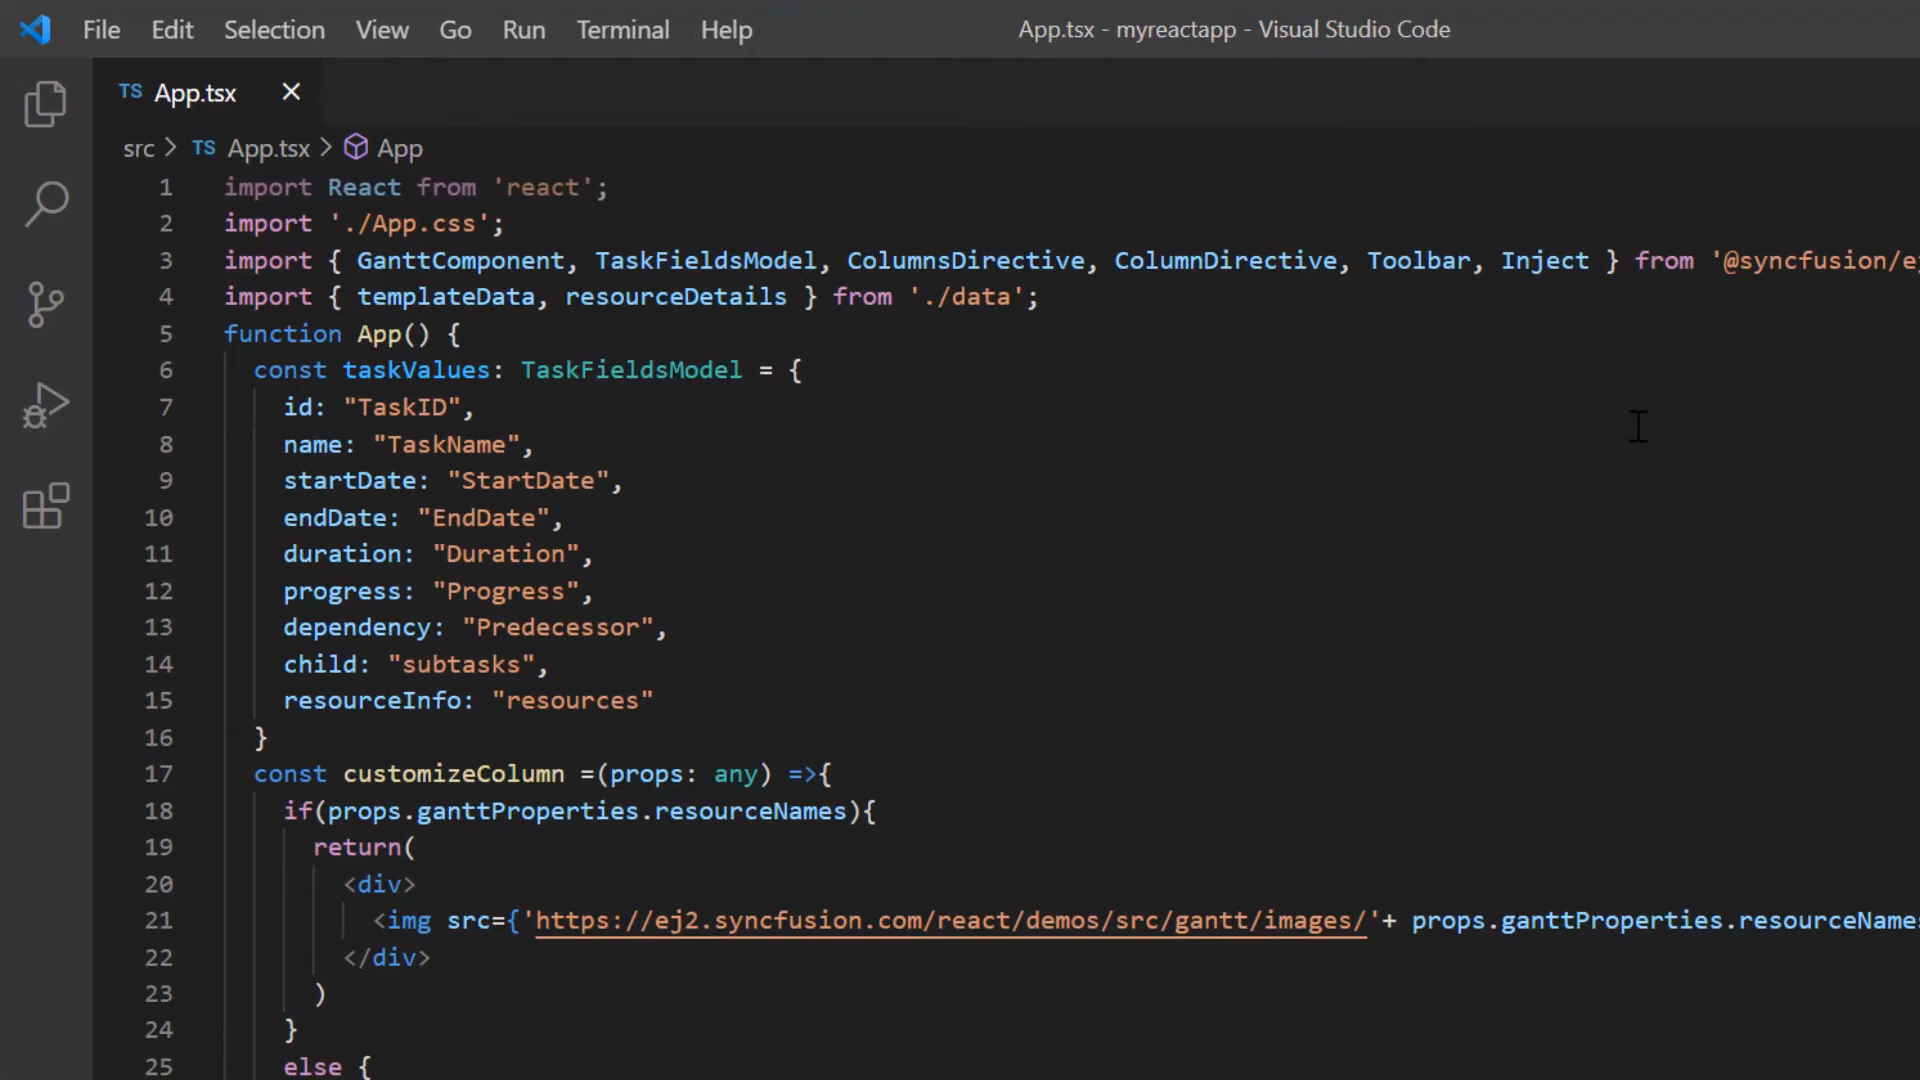 File Edit Selection View Go Run Terminal Help App.tsx - myreactapp - Visual Studio Code
TS App.tsx ×
src > TS App.tsx > App
1 import React from 'react';
2 import './App.css';
3 import { GanttComponent, TaskFieldsModel, ColumnsDirective, ColumnDirective, Toolbar, Inject } from '@syncfusion/e
4 import { templateData, resourceDetails } from './data';
5 function App() {
6 const taskValues: TaskFieldsModel = {
7 id: "TaskID",
8 name: "TaskName",
9 startDate: "StartDate",
10 endDate: "EndDate",
11 duration: "Duration",
12 progress: "Progress",
13 dependency: "Predecessor",
14 child: "subtasks",
15 resourceInfo: "resources"
16 }
17 const customizeColumn =(props: any) =>{
18 if(props.ganttProperties.resourceNames){
19 return(
20 <div>
21 <img src={'https://ej2.syncfusion.com/react/demos/src/gantt/images/'+ props.ganttProperties.resourceNames
22 </div>
23 )
24 }
25 else {